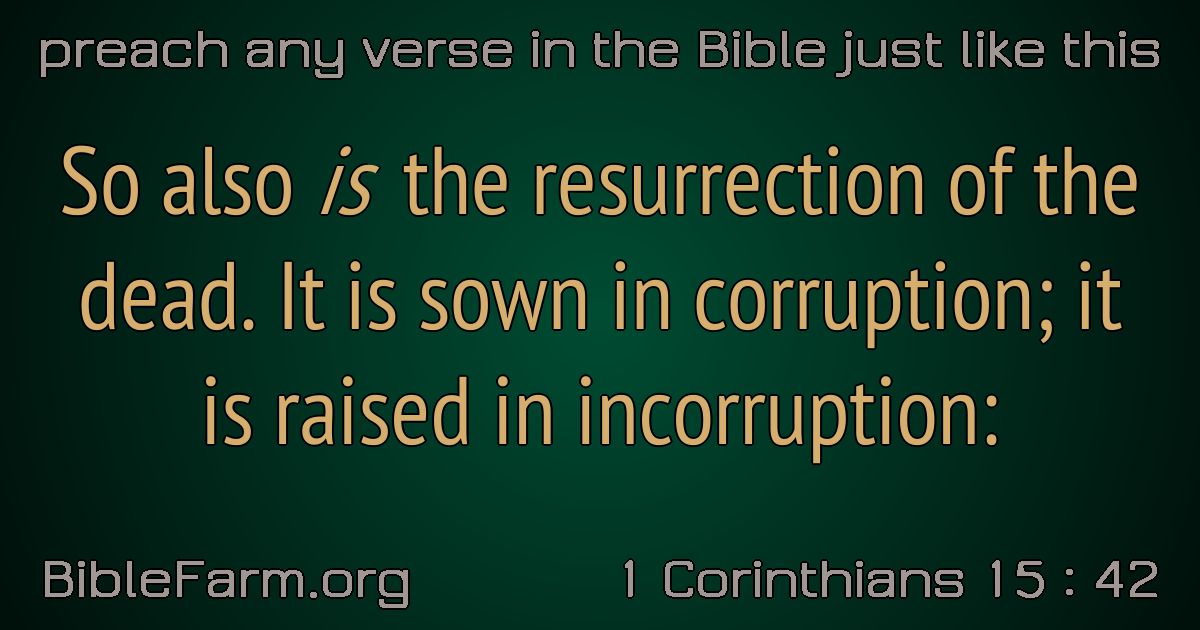 preach any verse in the Bible just like this
So also is the resurrection of the
dead. It is sown in corruption; it
is raised in incorruption:
BibleFarm.org
1 Corinthians 15 : 42